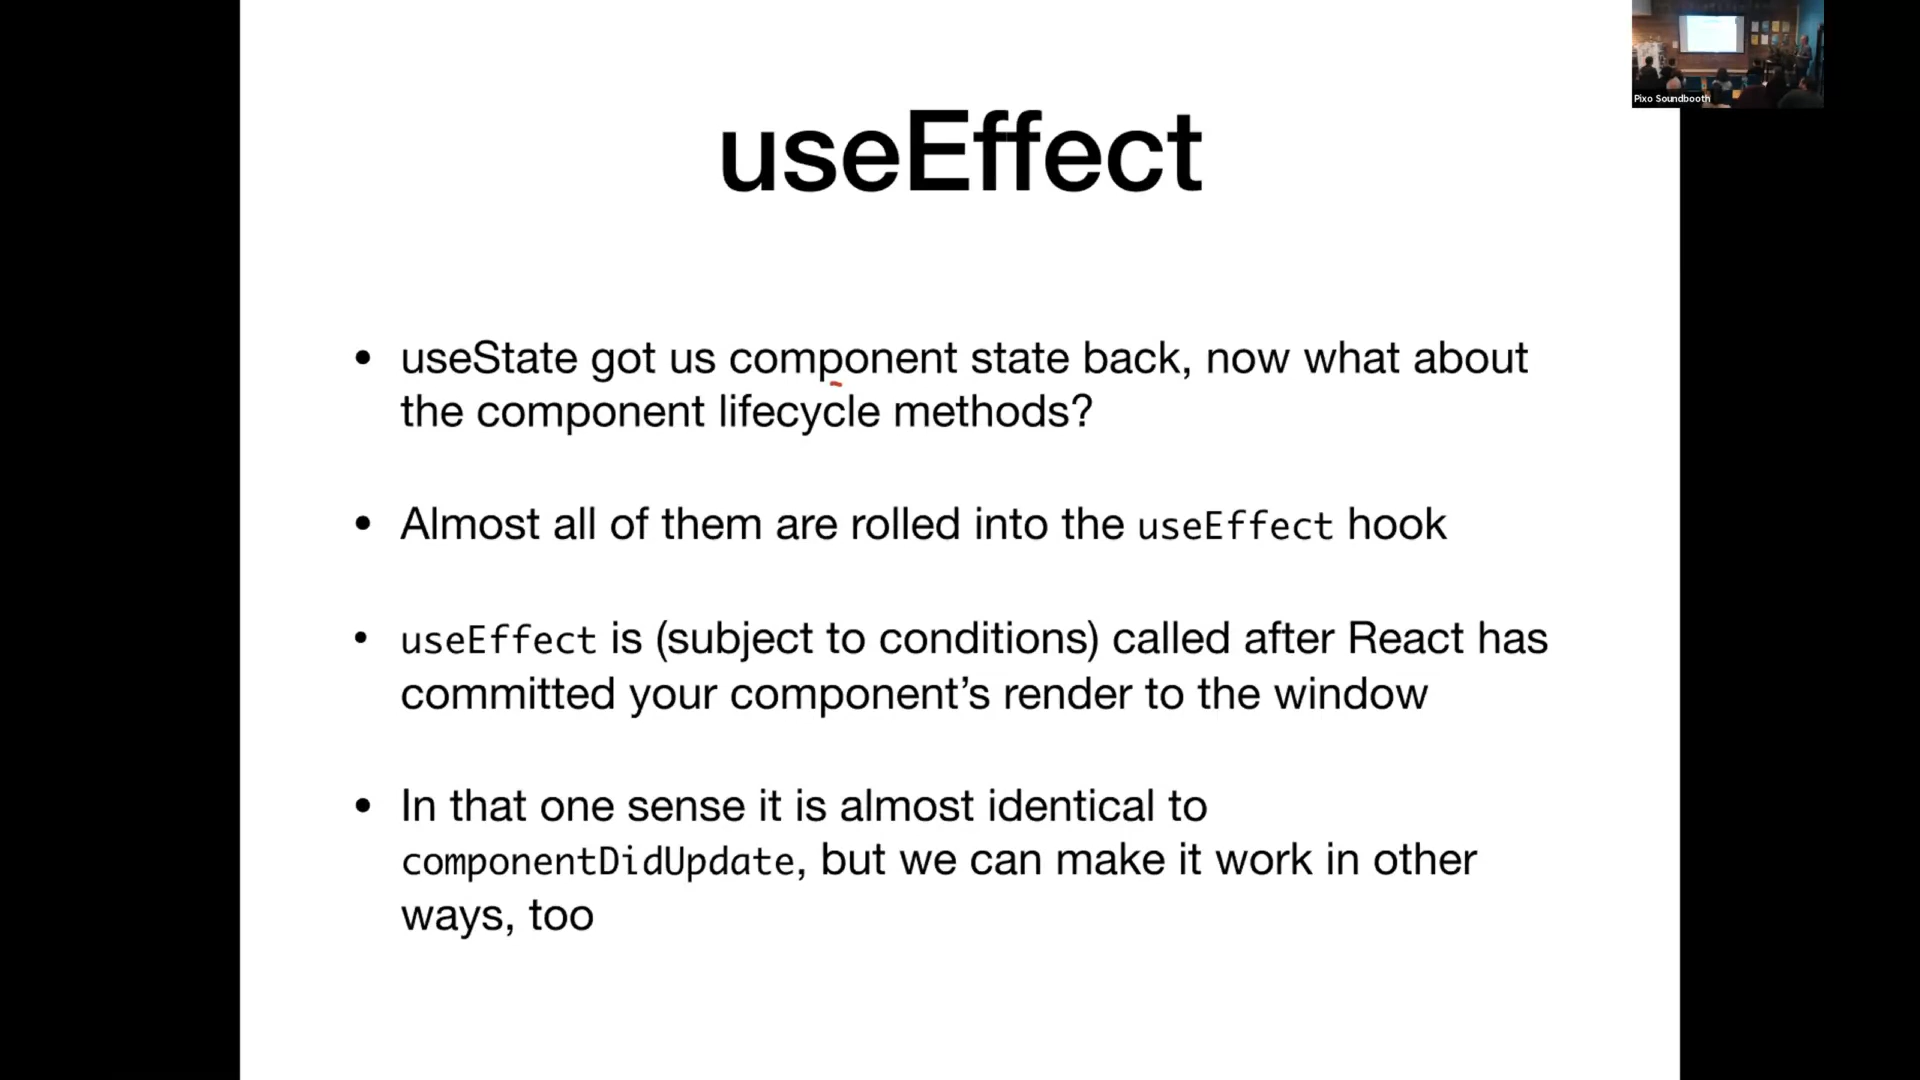 Pixo Soundbooth
useEffect
• useState got us component state back, now what about
the component lifecycle methods?
• Almost all of them are rolled into the useEffect hook
• useEffect is (subject to conditions) called after React has
committed your component’s render to the window
• In that one sense it is almost identical to
componentDidUpdate, but we can make it work in other
ways, too